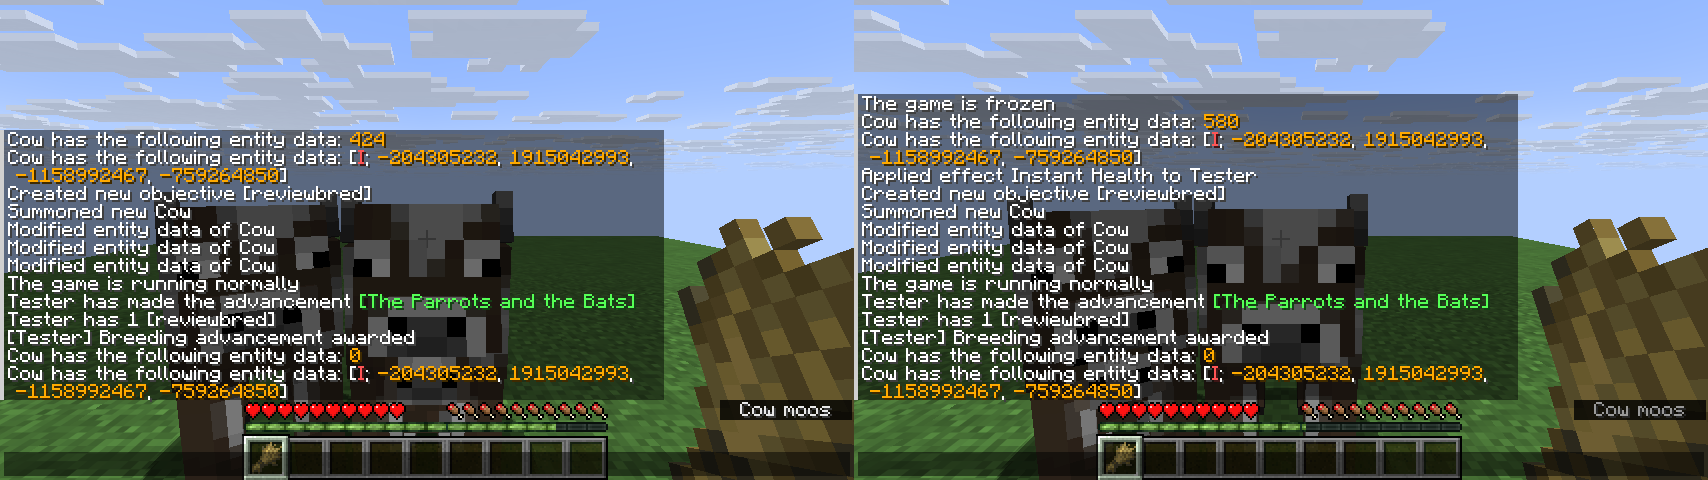 Cow has the following entity data: 424
Cow has the following entity data: [I; -204305232, 1915042993,
-1158992467, -759264850]
Created new objective [reviewbred]
Summoned new Cow
Modified entity data of Cow
Modified entity data of Cow
Modified entity data of Cow
The game is running normally
Tester has made the advancement [The Parrots and the Bats]
Tester has 1 [reviewbred]
[Tester] Breeding advancement awarded
Cow has the following entity data: 0
Cow has the following entity data: [I; -204305232, 1915042993,
-1158992467, -759264850]
Cow moos
The game is frozen
Cow has the following entity data: 580
Cow has the following entity data: [I; -204305232, 1915042993,
-1158992467, -759264850]
Applied effect Instant Health to Tester
Created new objective [reviewbred]
Summoned new Cow
Modified entity data of Cow
Modified entity data of Cow
Modified entity data of Cow
The game is running normally
Tester has made the advancement [The Parrots and the Bats]
Tester has 1 [reviewbred]
[Tester] Breeding advancement awarded
Cow has the following entity data: 0
Cow has the following entity data: [I; -204305232, 1915042993,
-1158992467, -759264850]
Cow moos